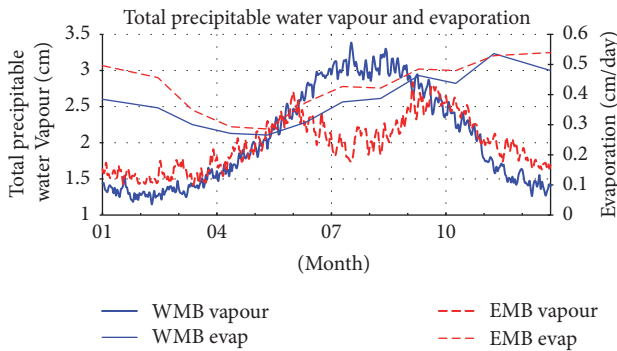 Total precipitable water vapour and evaporation
Total precipitable
water Vapour (cm)
3.5
3
2.5
2
1.5
1
0.6
0.5
0.4
0.3
0.2
0.1
0
Evaporation (cm/day)
01 04 07 10
(Month)
WMB vapour EMB vapour
WMB evap EMB evap